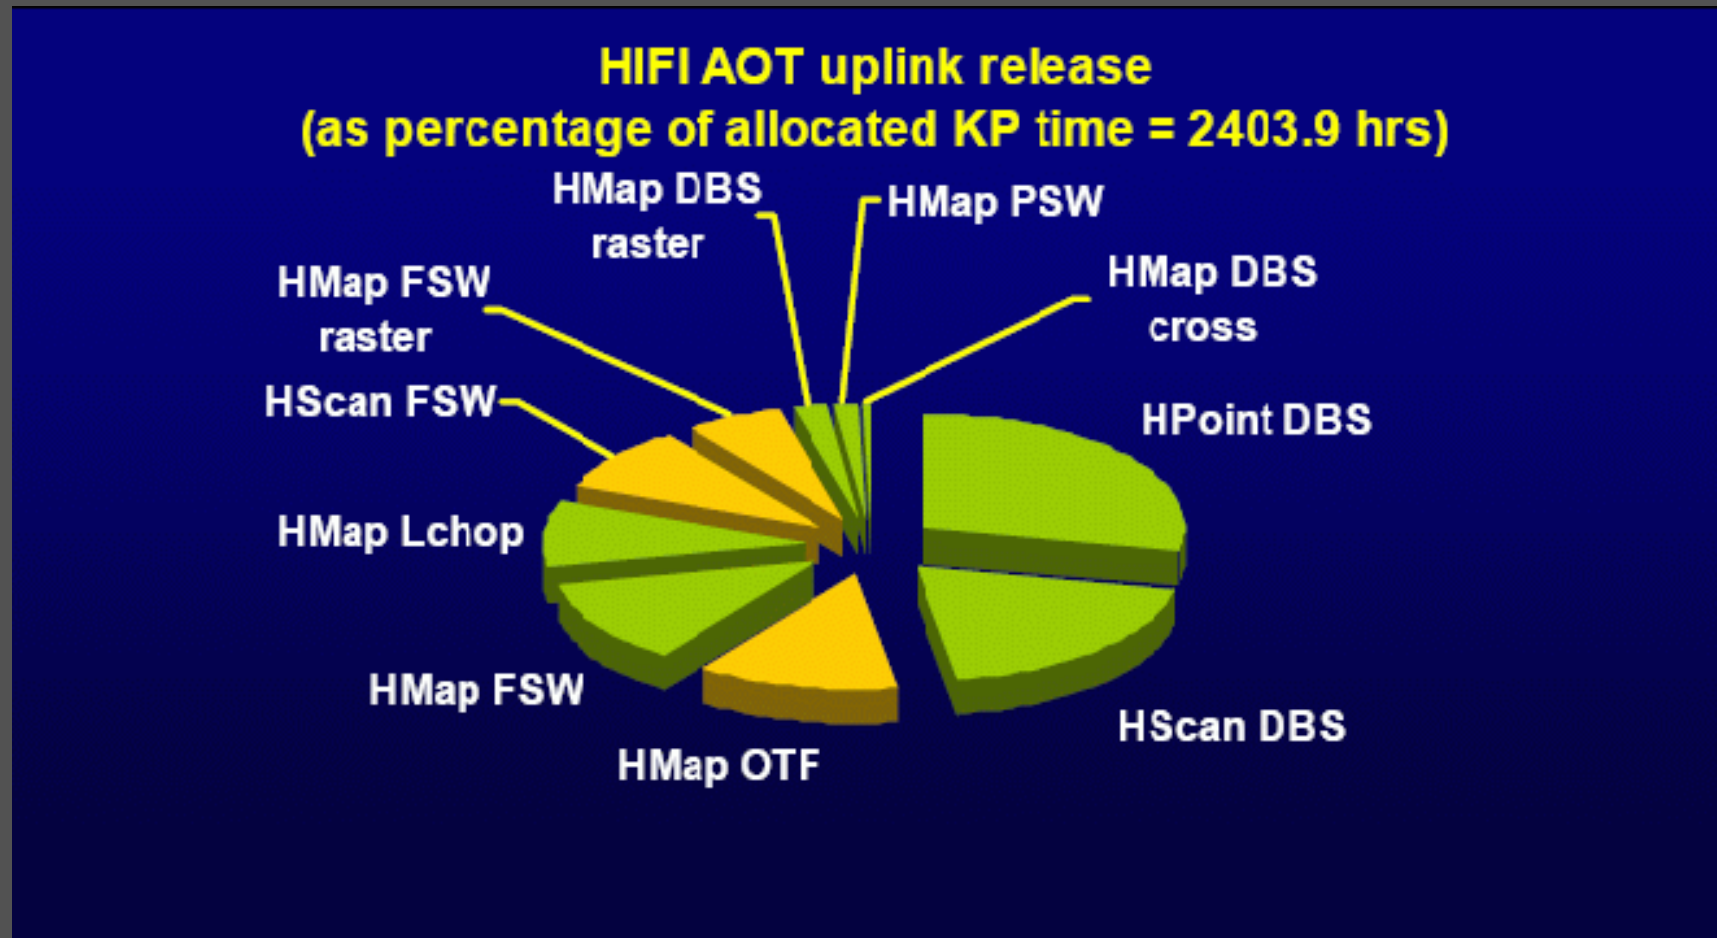 HIFI AOT uplink release
(as percentage of allocated KP time = 2403.9 hrs)
HMap DBS
raster
HMap PSW
HMap DBS
cross
HMap FSW
raster
HScan FSW
HPoint DBS
HMap Lchop
HMap FSW
HScan DBS
HMap OTF